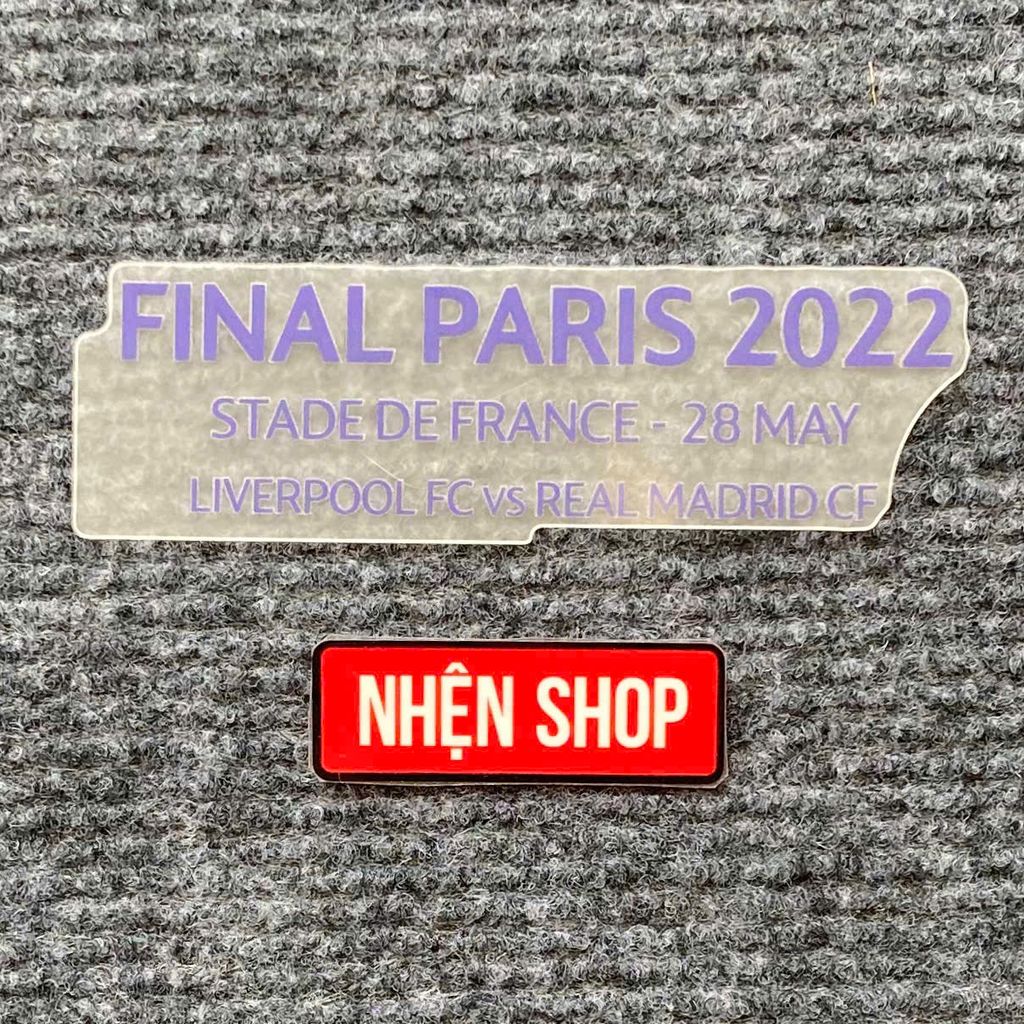 FINAL PARIS 2022
STADE DE FRANCE - 28 MAY
LIVERPOOL FC vs REAL MADRID CF
NHỆN SHOP